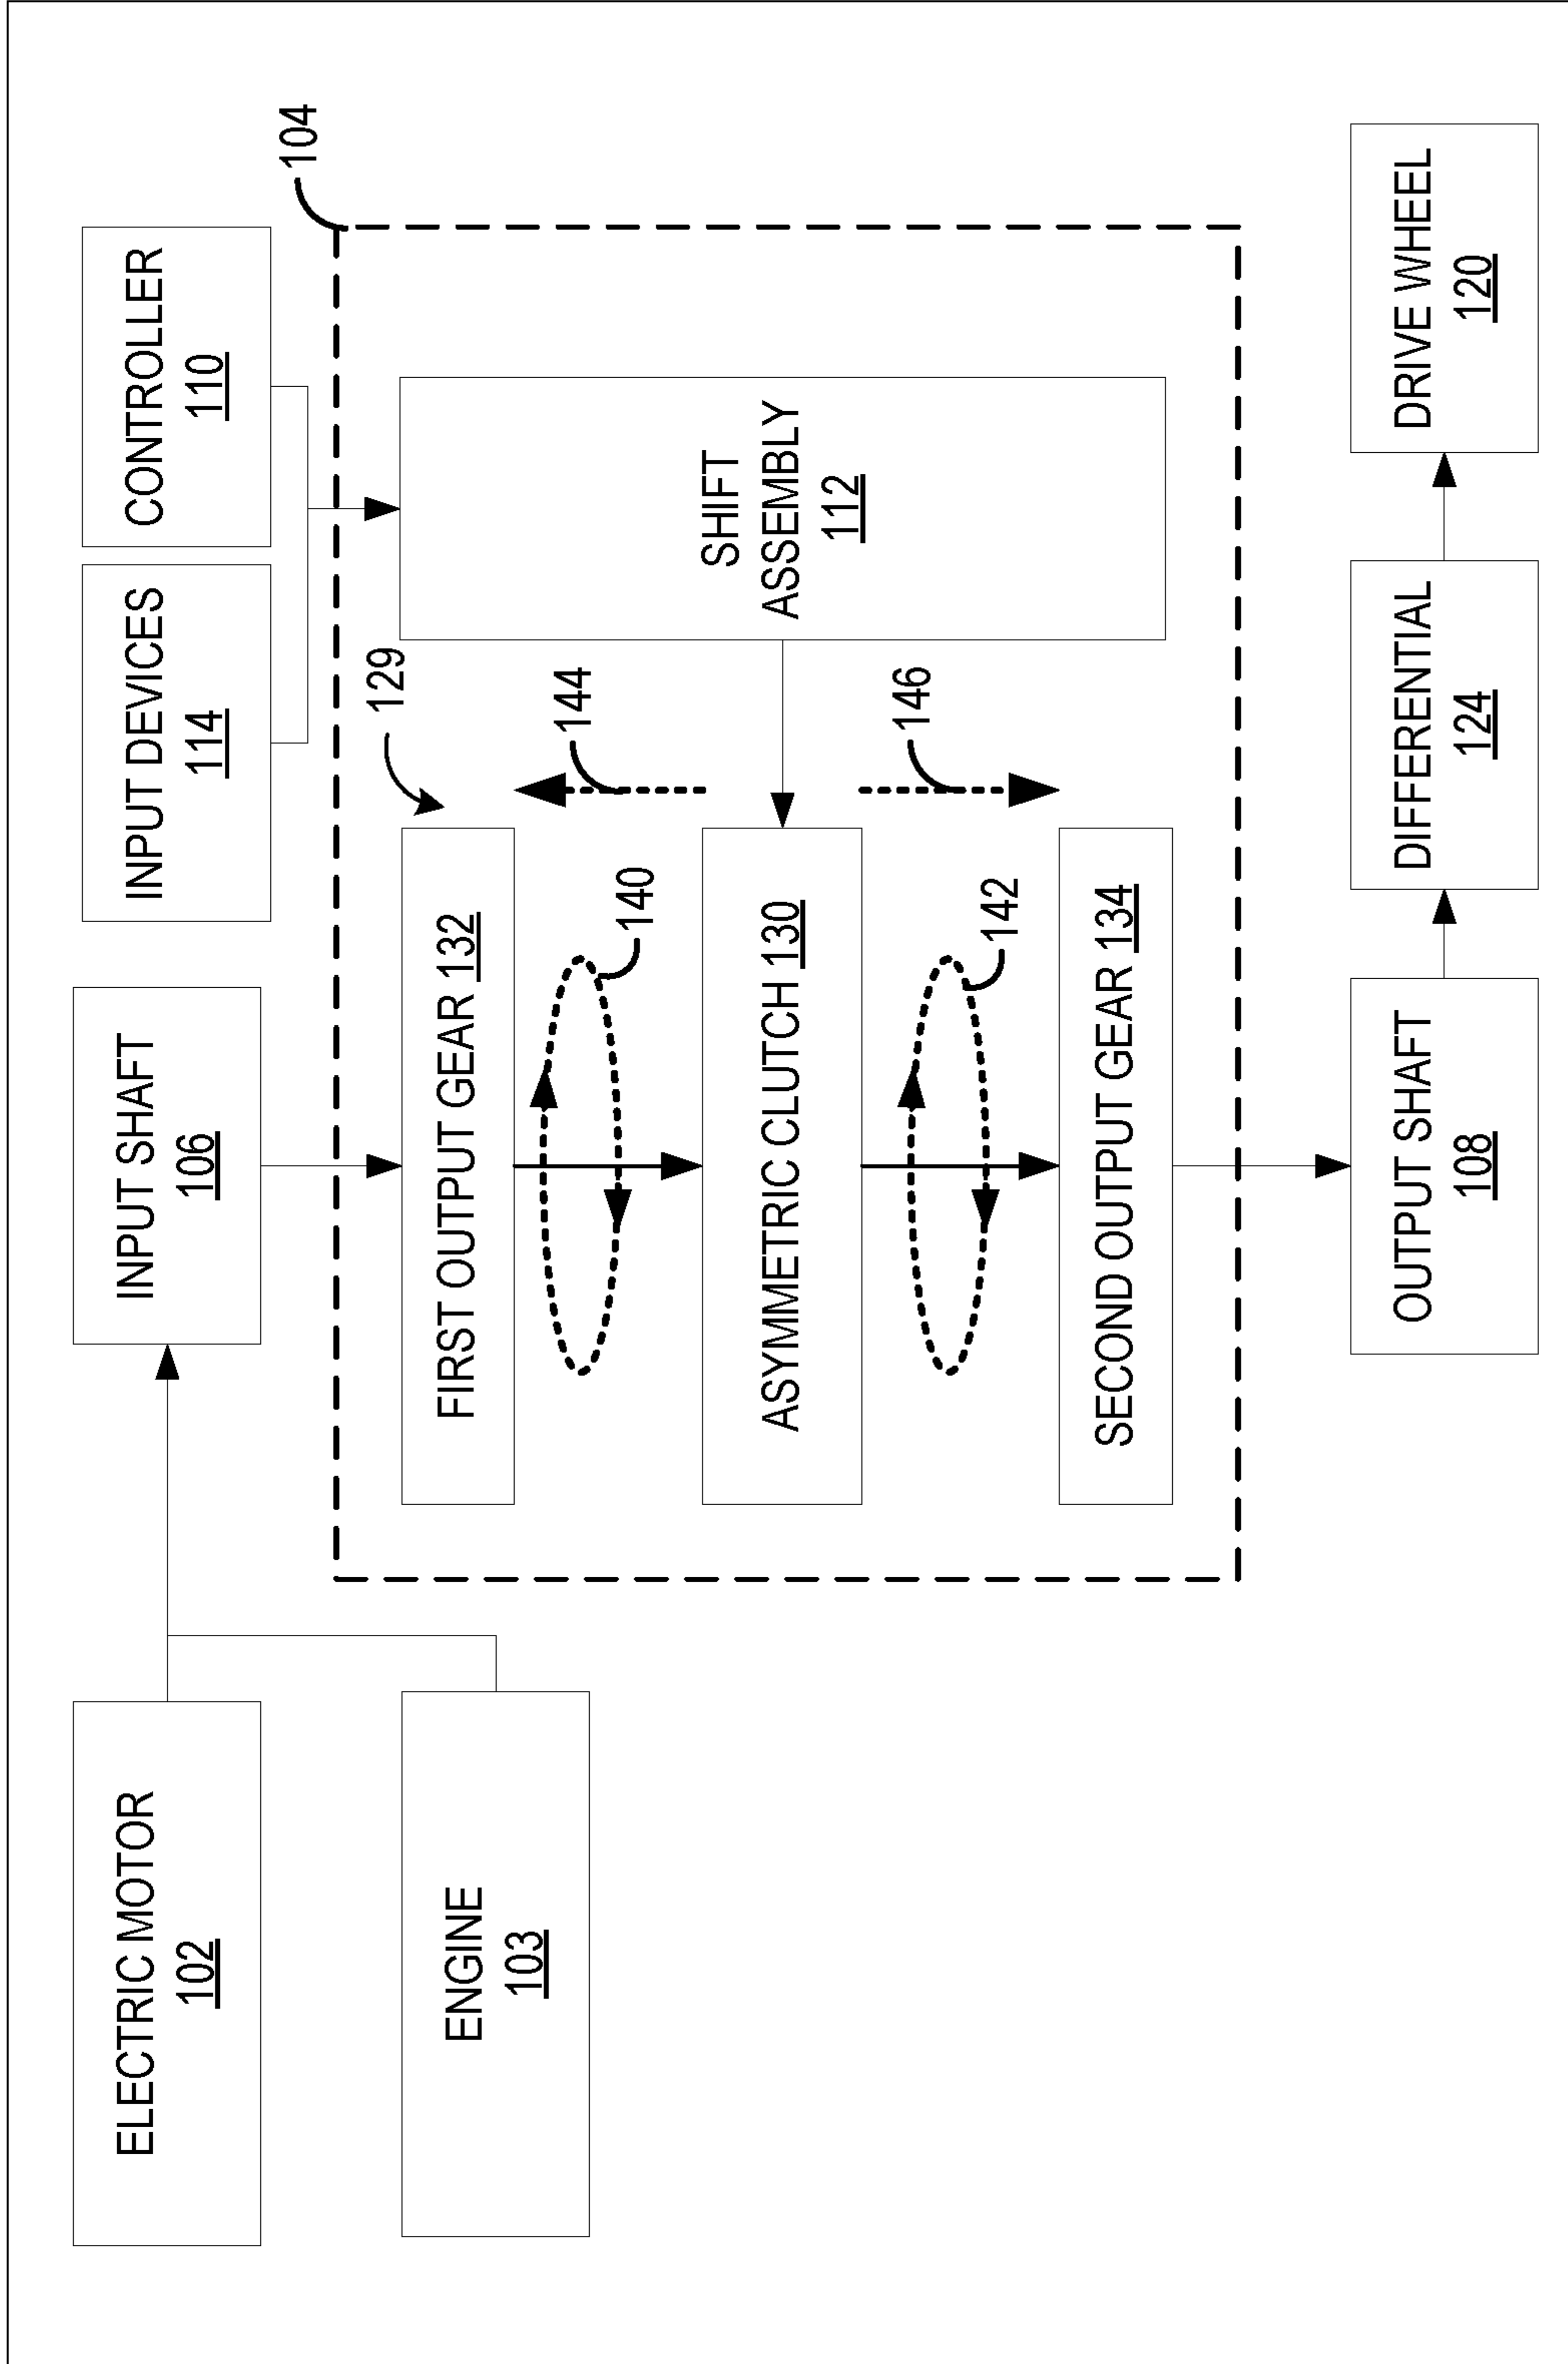 ELECTRIC MOTOR
102
INPUT SHAFT
106
INPUT DEVICES
114
CONTROLLER
110
104
ENGINE
103
FIRST OUTPUT GEAR 132
129
140
144
ASYMMETRIC CLUTCH 130
SHIFT
ASSEMBLY
112
142
146
SECOND OUTPUT GEAR 134
OUTPUT SHAFT
108
DIFFERENTIAL
124
DRIVE WHEEL
120